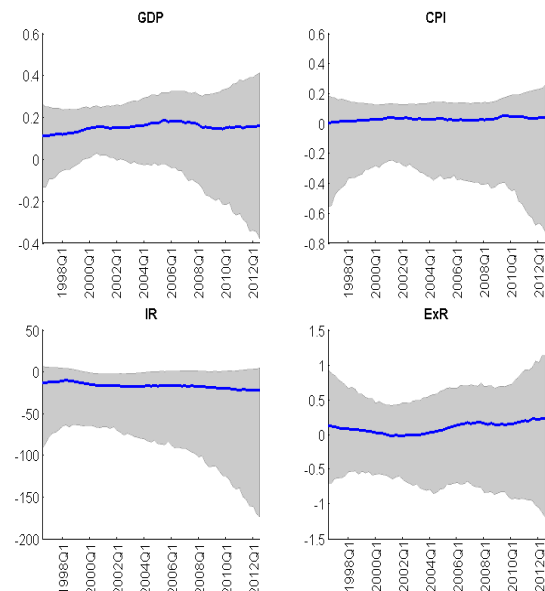 GDP
0.6
0.4
0.2
0
-0.2
-0.4
1998Q1
2000Q1
2002Q1
2004Q1
2006Q1
2008Q1
2010Q1
2012Q1
CPI
0.6
0.4
0.2
0
-0.2
-0.4
-0.6
-0.8
1998Q1
2000Q1
2002Q1
2004Q1
2006Q1
2008Q1
2010Q1
2012Q1
IR
50
0
-50
-100
-150
-200
1998Q1
2000Q1
2002Q1
2004Q1
2006Q1
2008Q1
2010Q1
2012Q1
ExR
1.5
1
0.5
0
-0.5
-1
-1.5
1998Q1
2000Q1
2002Q1
2004Q1
2006Q1
2008Q1
2010Q1
2012Q1